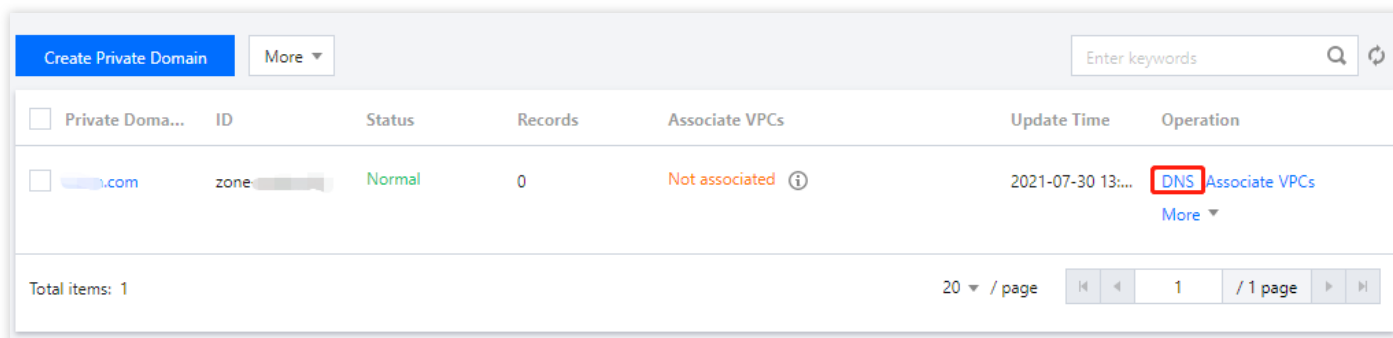 Create Private Domain More Enter keywords
Private Doma... ID Status Records Associate VPCs Update Time Operation
.com zone- Normal 0 Not associated 2021-07-30 13:... DNS Associate VPCs
More
Total items: 1 20 / page 1 / 1 page